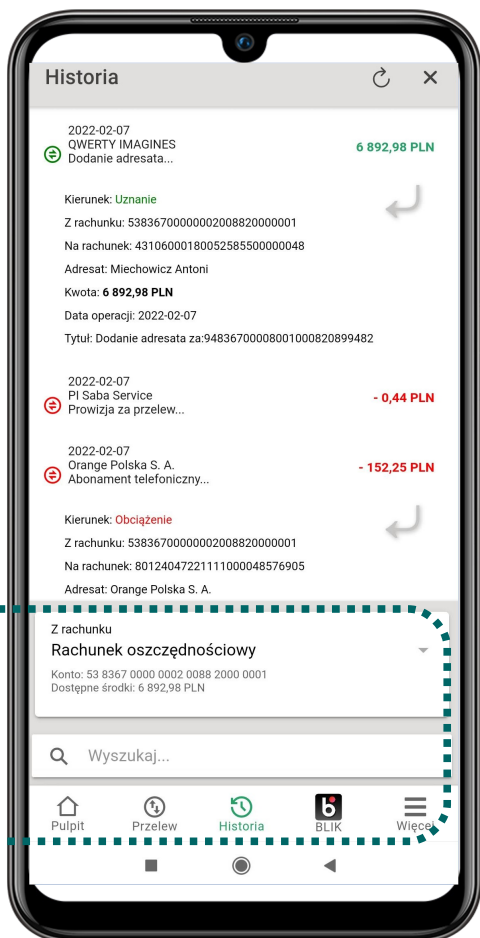 Historia
2022-02-07
QWERTY IMAGINES
6 892,98 PLN
Dodanie adresata...
Kierunek: Uznanie
Z rachunku: 53836700000002008820000001
Na rachunek: 43106000180052585500000048
Adresat: Miechowicz Antoni
Kwota: 6 892,98 PLN
Data operacji: 2022-02-07
Tytuł: Dodanie adresata za:94836700008001000820899482
2022-02-07
PI Saba Service
- 0,44 PLN
Prowizja za przelew...
2022-02-07
Orange Polska S. A.
- 152,25 PLN
Abonament telefoniczny...
Kierunek: Obciążenie
Z rachunku: 53836700000002008820000001
Na rachunek: 80124047221111000048576905
Adresat: Orange Polska S. A.
Z rachunku
Rachunek oszczędnościowy
Konto: 53 8367 0000 0002 0088 2000 0001
Dostępne środki: 6 892,98 PLN
Wyszukaj...
Pulpit Przelew Historia BLIK Więcej